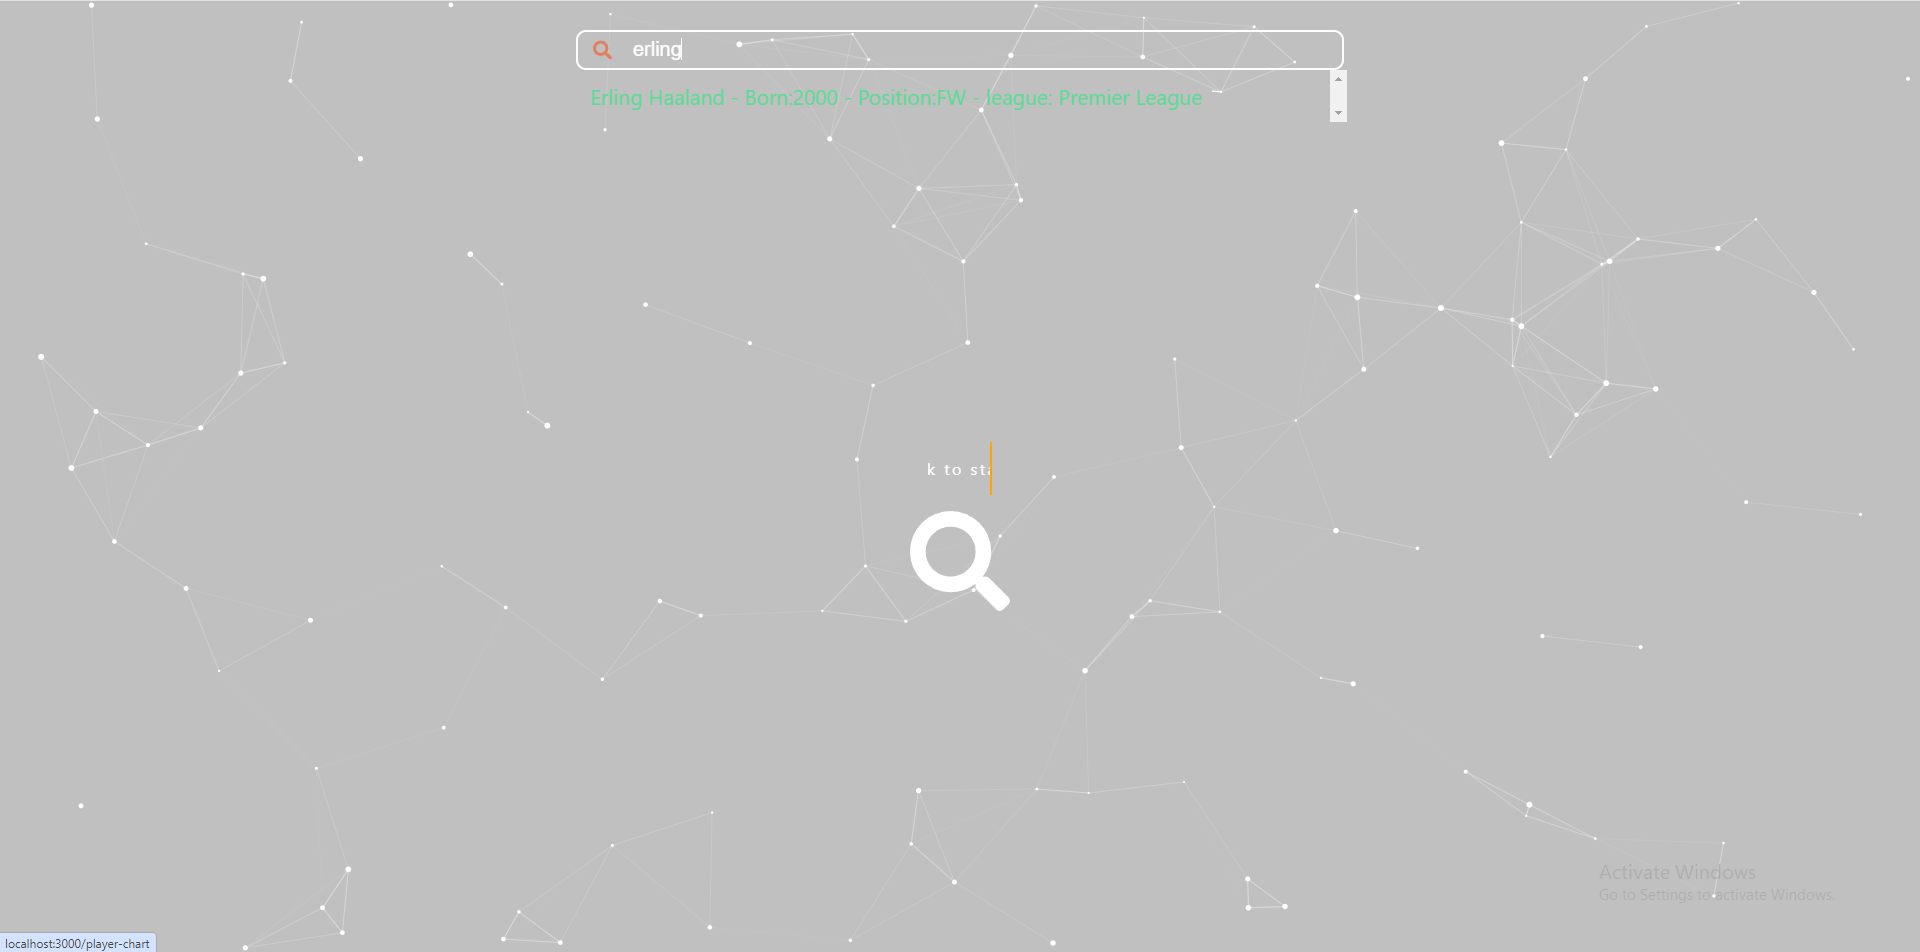 erling
Erling Haaland - Born:2000 - Position:FW - league: Premier League
k to sta
Activate Windows
Go to Settings to activate Windows.
localhost:3000/player-chart